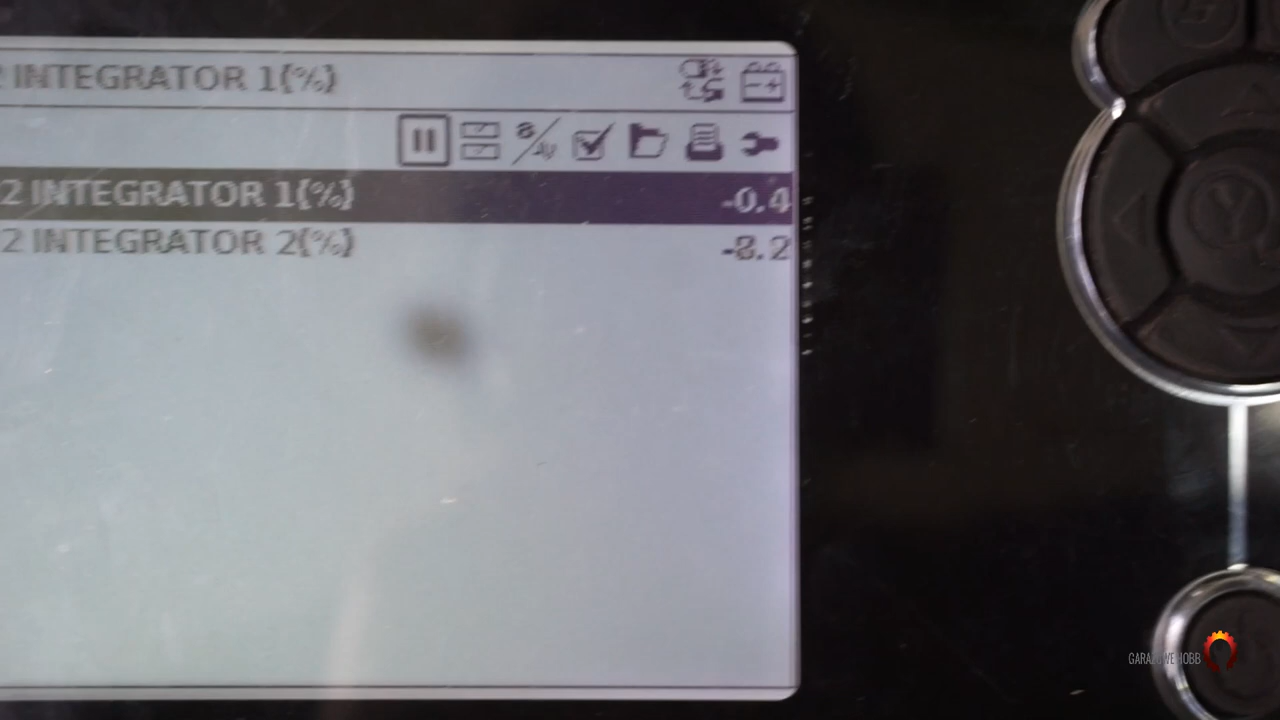 2 INTEGRATOR 1(%)
2 INTEGRATOR 1(%) -0.4
2 INTEGRATOR 2(%) -8.2